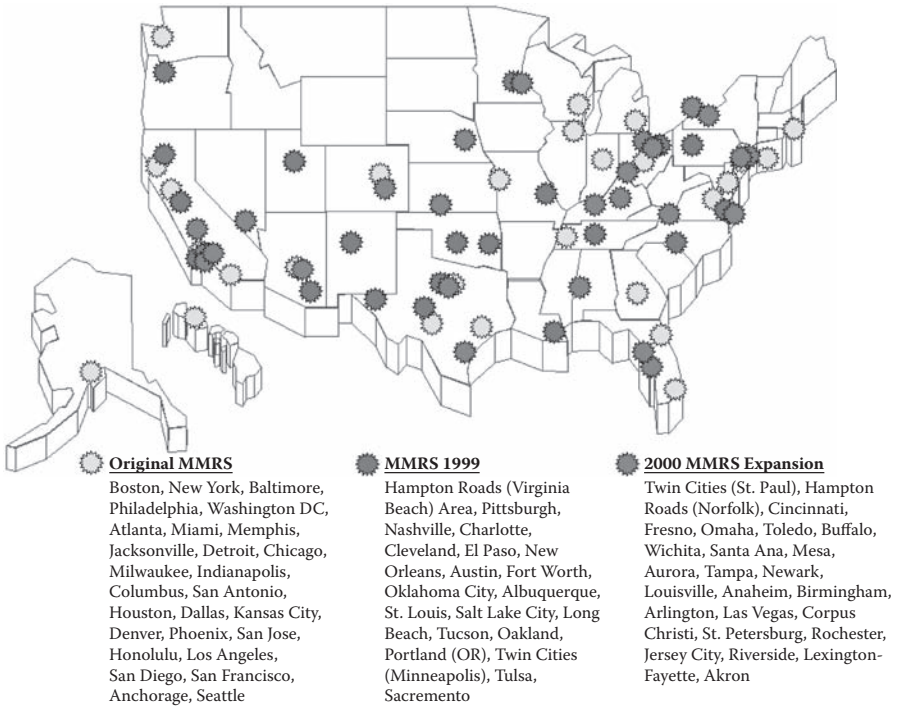 Original MMRS
Boston, New York, Baltimore,
Philadelphia, Washington DC,
Atlanta, Miami, Memphis,
Jacksonville, Detroit, Chicago,
Milwaukee, Indianapolis,
Columbus, San Antonio,
Houston, Dallas, Kansas City,
Denver, Phoenix, San Jose,
Honolulu, Los Angeles,
San Diego, San Francisco,
Anchorage, Seattle
MMRS 1999
Hampton Roads (Virginia
Beach) Area, Pittsburgh,
Nashville, Charlotte,
Cleveland, El Paso, New
Orleans, Austin, Fort Worth,
Oklahoma City, Albuquerque,
St. Louis, Salt Lake City, Long
Beach, Tucson, Oakland,
Portland (OR), Twin Cities
(Minneapolis), Tulsa,
Sacremento
2000 MMRS Expansion
Twin Cities (St. Paul), Hampton
Roads (Norfolk), Cincinnati,
Fresno, Omaha, Toledo, Buffalo,
Wichita, Santa Ana, Mesa,
Aurora, Tampa, Newark,
Louisville, Anaheim, Birmingham,
Arlington, Las Vegas, Corpus
Christi, St. Petersburg, Rochester,
Jersey City, Riverside, Lexington-
Fayette, Akron